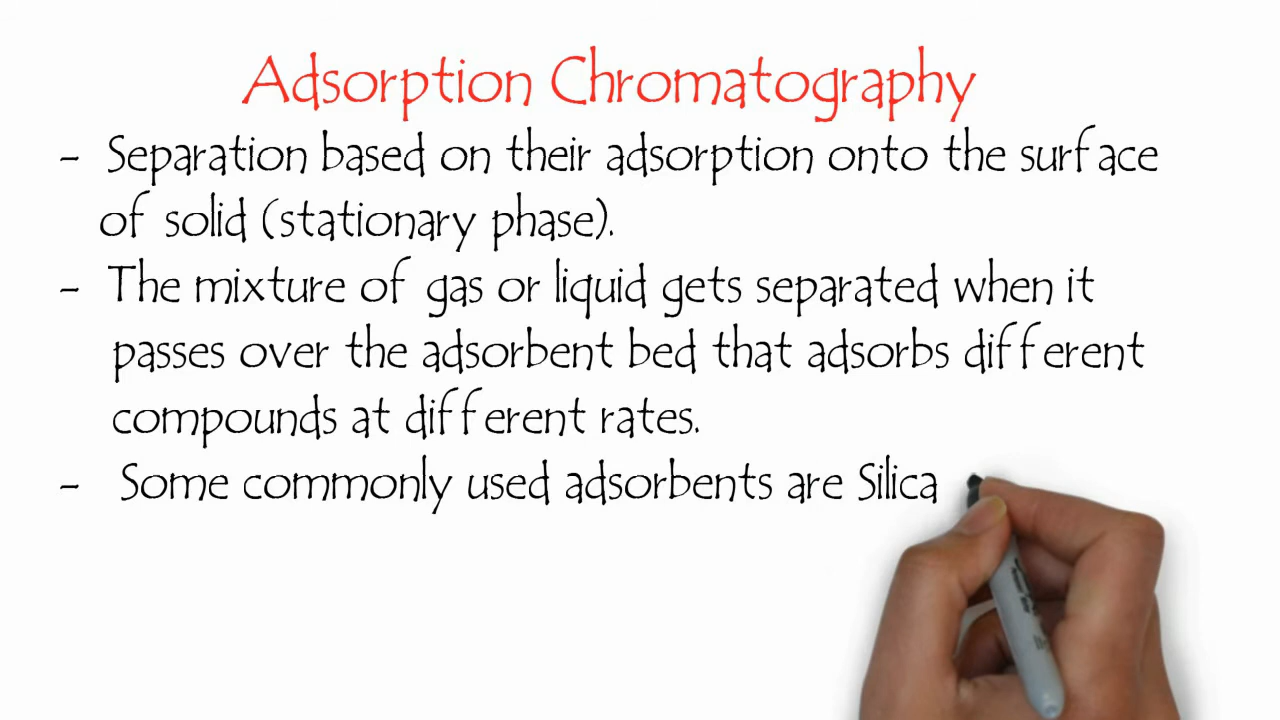 Adsorption Chromatography
- Separation based on their adsorption onto the surface
of solid (stationary phase).
- The mixture of gas or liquid gets separated when it
passes over the adsorbent bed that adsorbs different
compounds at different rates.
- Some commonly used adsorbents are Silica